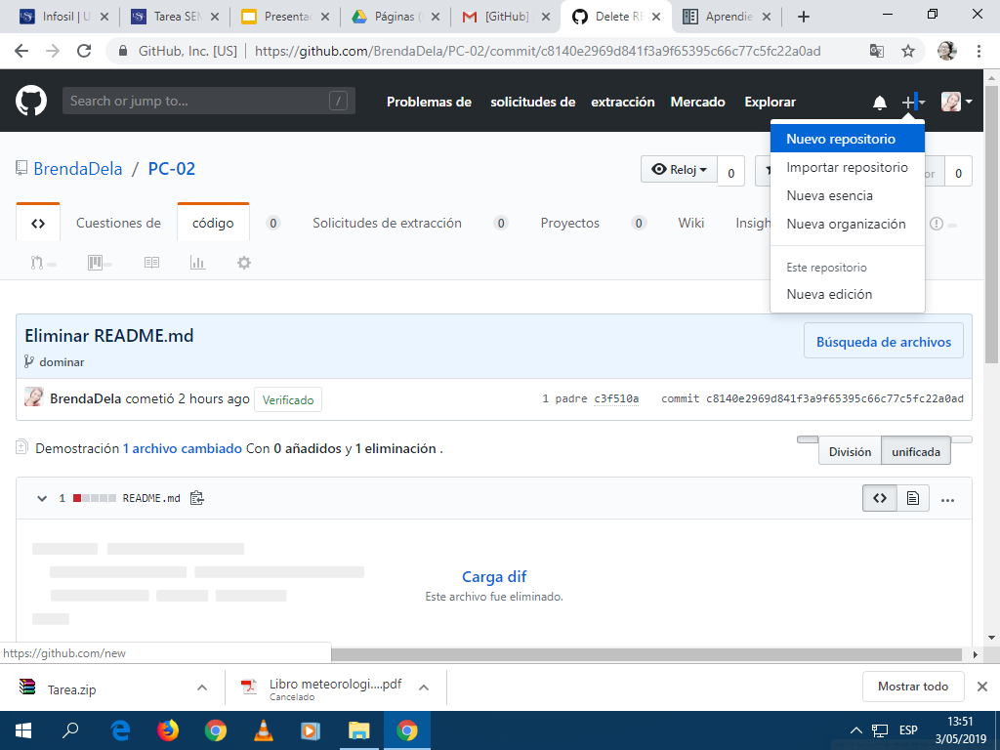 Infosil | U
Tarea SEM
Presenta
Páginas (
[GitHub]
Delete RE
Aprendie
GitHub, Inc. [US] | https://github.com/BrendaDela/PC-02/commit/c8140e2969d841f3a9f65395c66c77c5fc22a0ad
Search or jump to... /
Problemas de solicitudes de extracción Mercado Explorar
Nuevo repositorio
Importar repositorio
Nueva esencia
Nueva organización
Este repositorio
Nueva edición
BrendaDela / PC-02
Reloj 0
or 0
Cuestiones de código 0 Solicitudes de extracción 0 Proyectos 0 Wiki Insigh
Eliminar README.md
Búsqueda de archivos
dominar
BrendaDela cometió 2 hours ago Verificado
1 padre c3f510a commit c8140e2969d841f3a9f65395c66c77c5fc22a0ad
Demostración 1 archivo cambiado Con 0 añadidos y 1 eliminación .
División unificada
1 README.md
Carga dif
Este archivo fue eliminado.
https://github.com/new
Tarea.zip
Libro meteorologi....pdf
Cancelado
Mostrar todo
ESP
13:51
3/05/2019